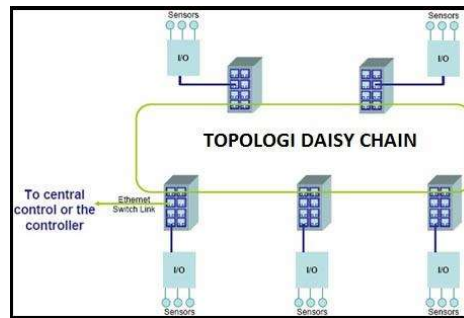 Sensors
Sensors
I/O
I/O
TOPOLOGI DAISY CHAIN
To central
control or the
controller
Ethernet
Switch Link
I/O
I/O
I/O
Sensors
Sensors
Sensors